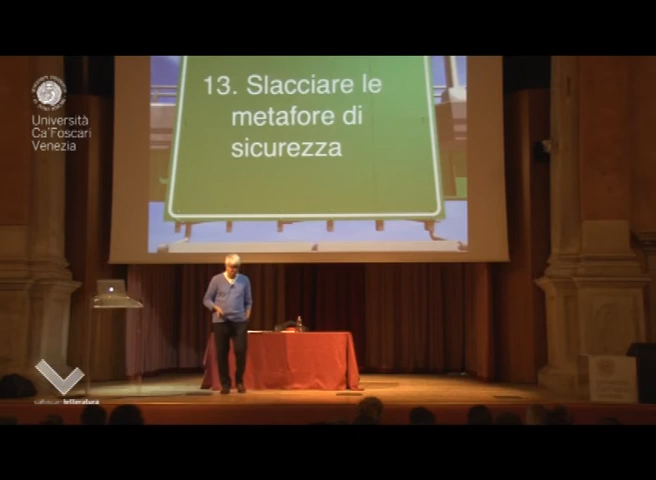 13. Slacciare le
metafore di
sicurezza
Università
Ca'Foscari
Venezia
letteratura